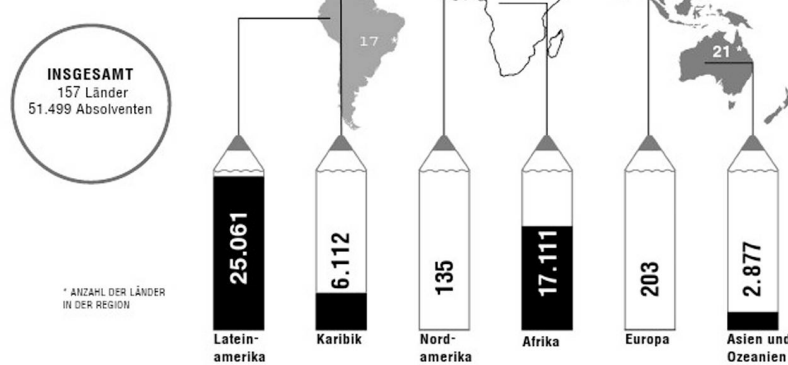 17 *
21 *
INSGESAMT
157 Länder
51.499 Absolventen
25.061
6.112
135
17.111
203
2.877
* ANZAHL DER LÄNDER
IN DER REGION
Latein-
amerika
Karibik
Nord-
amerika
Afrika
Europa
Asien und
Ozeanien